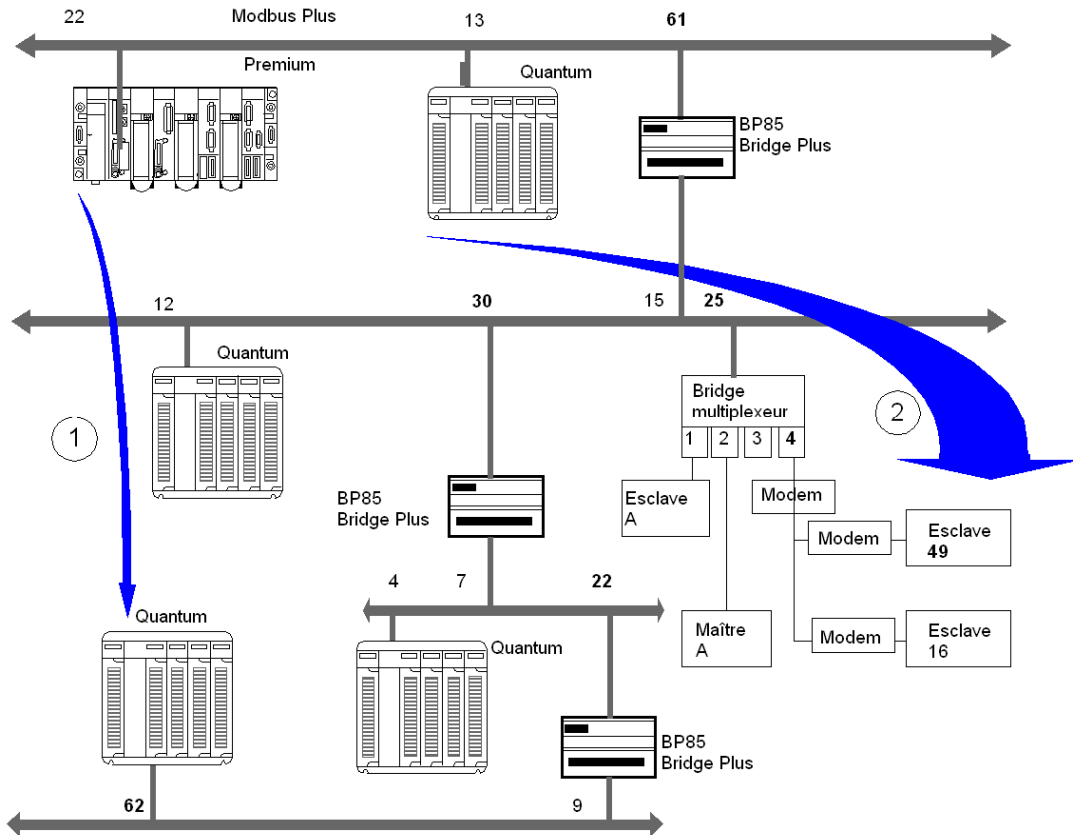 22
Modbus Plus
13
61
Premium
Quantum
BP85
Bridge Plus
12
30
15
25
Quantum
Bridge
multiplexeur
1
2
3
4
1
2
BP85
Bridge Plus
Esclave
A
Modem
Modem
Esclave
49
4
7
22
Quantum
Quantum
Maître
A
Modem
Esclave
16
BP85
Bridge Plus
62
9